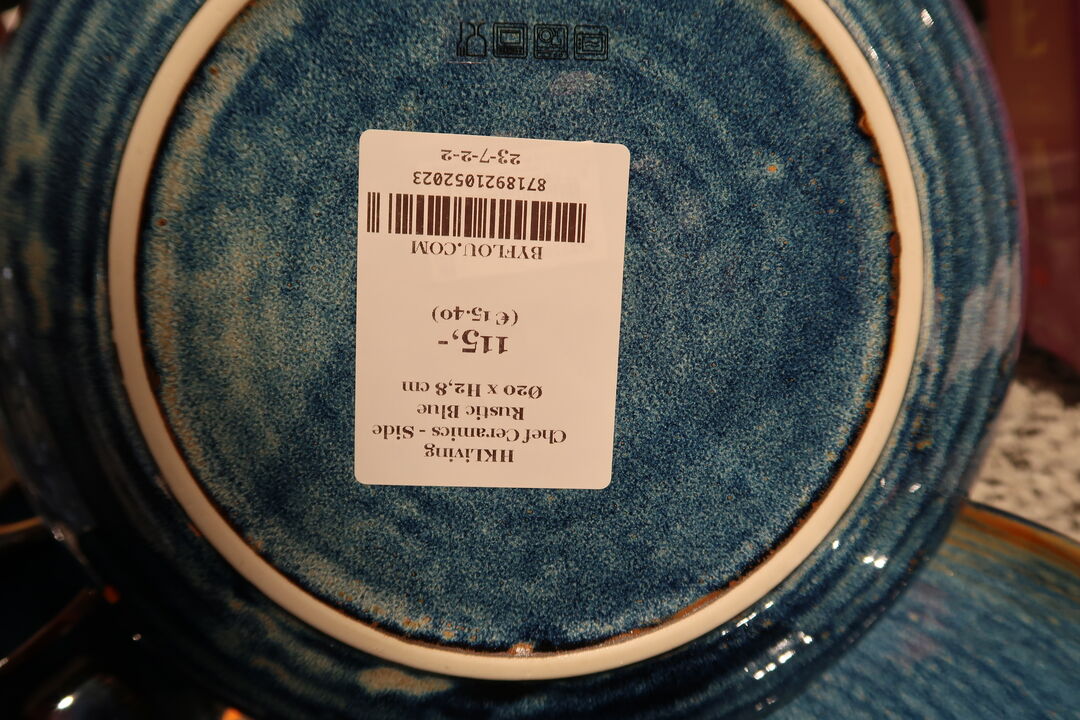 HKLiving
Chef Ceramics - Side
Rustic Blue
Ø20 x H2,8 cm
115,-
(€ 15.40)
BYFLOU.COM
8718921052023
23-7-2-2